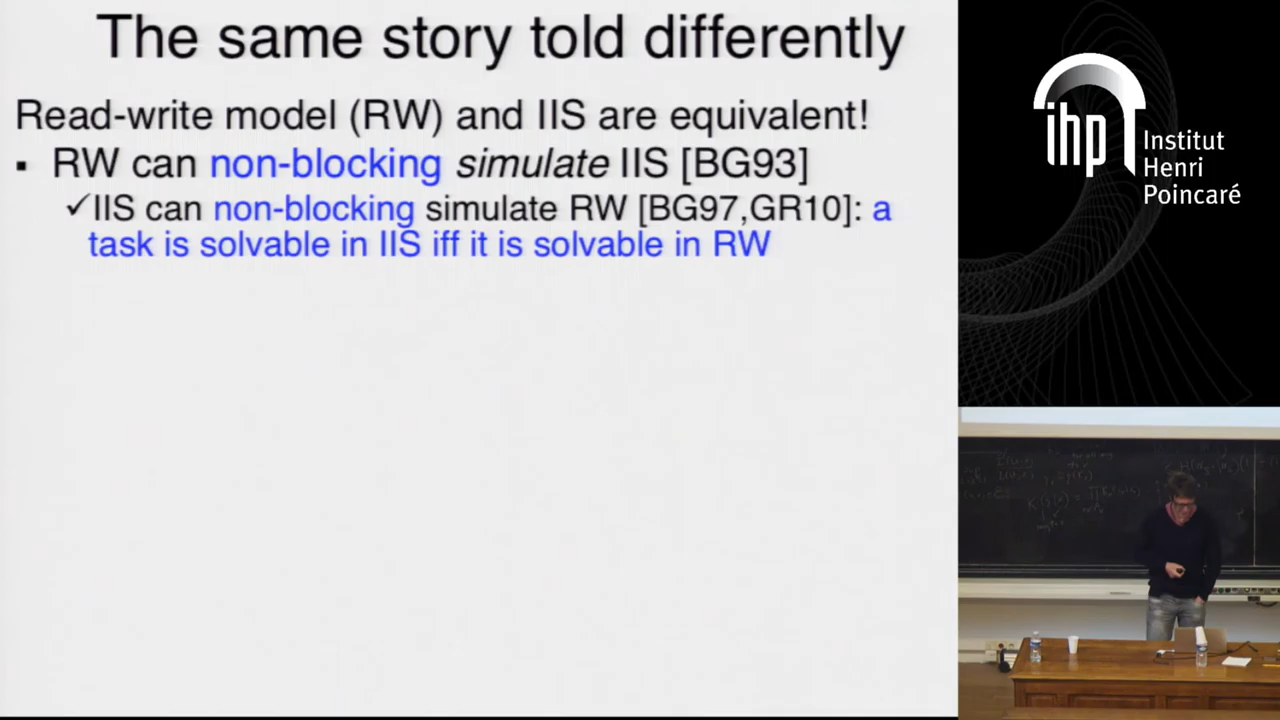 The same story told differently
Read-write model (RW) and IIS are equivalent!
▪ RW can non-blocking simulate IIS [BG93]
✓IIS can non-blocking simulate RW [BG97,GR10]: a
task is solvable in IIS iff it is solvable in RW
ihp Institut
Henri
Poincaré